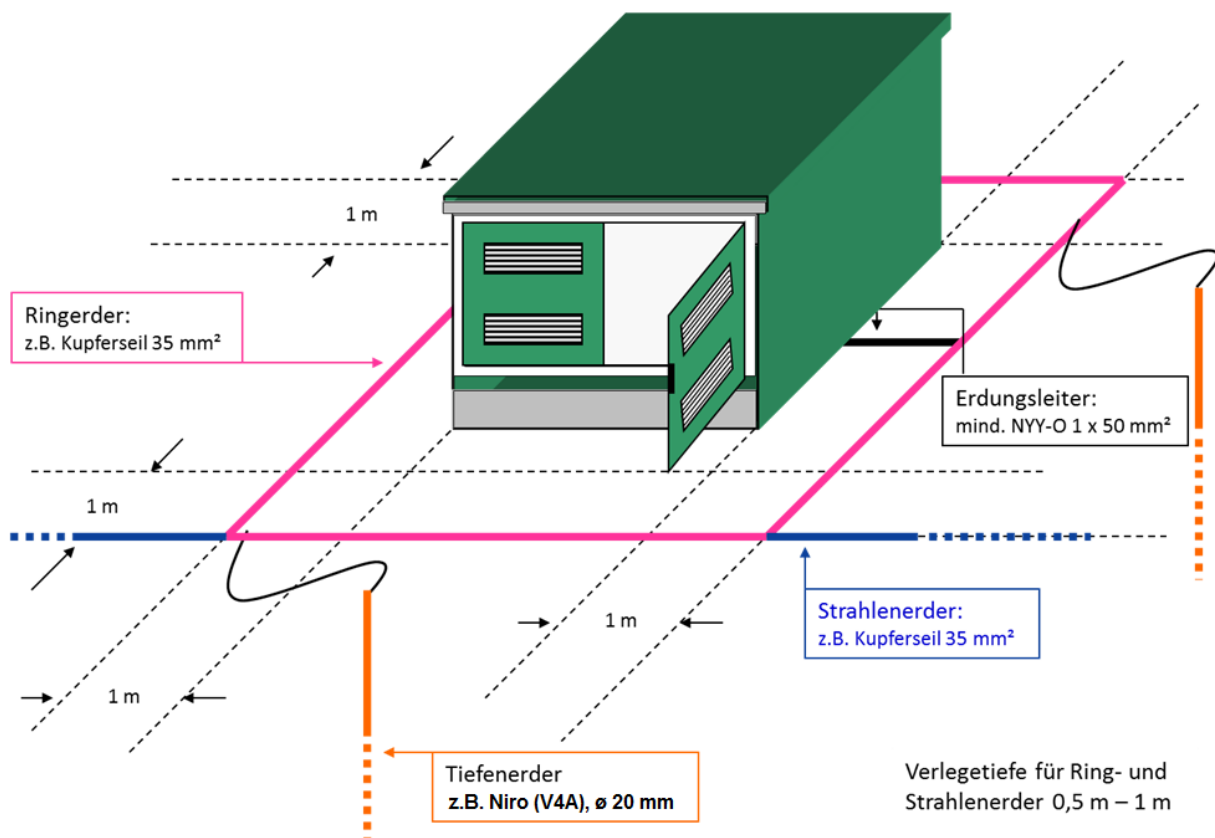 1 m
Ringerder:
z.B. Kupferseil 35 mm²
Erdungsleiter:
mind. NYY-O 1 x 50 mm²
1 m
Strahlenerder:
z.B. Kupferseil 35 mm²
1 m
1 m
Tiefenerder
z.B. Niro (V4A), ø 20 mm
Verlegetiefe für Ring- und
Strahlenerder 0,5 m – 1 m